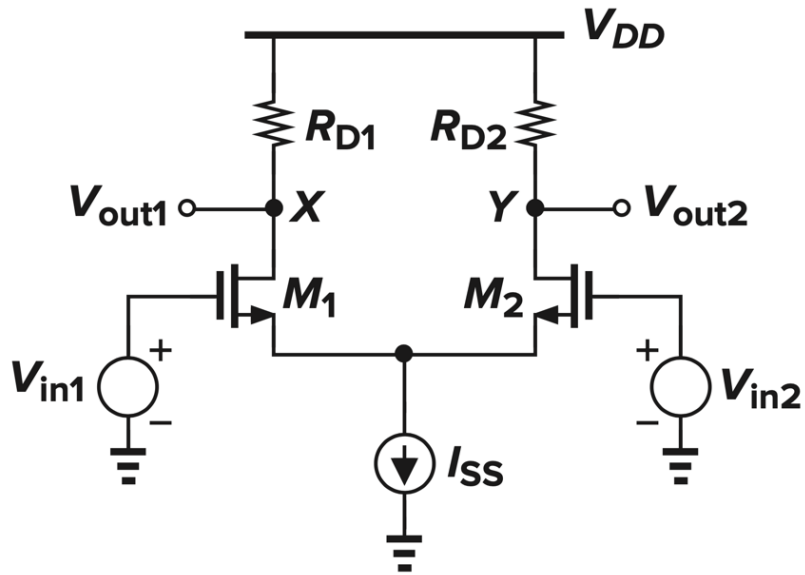 VDD
RD1
RD2
Vout1
X
Y
Vout2
M1
M2
+
+
Vin1
Vin2
−
−
ISS